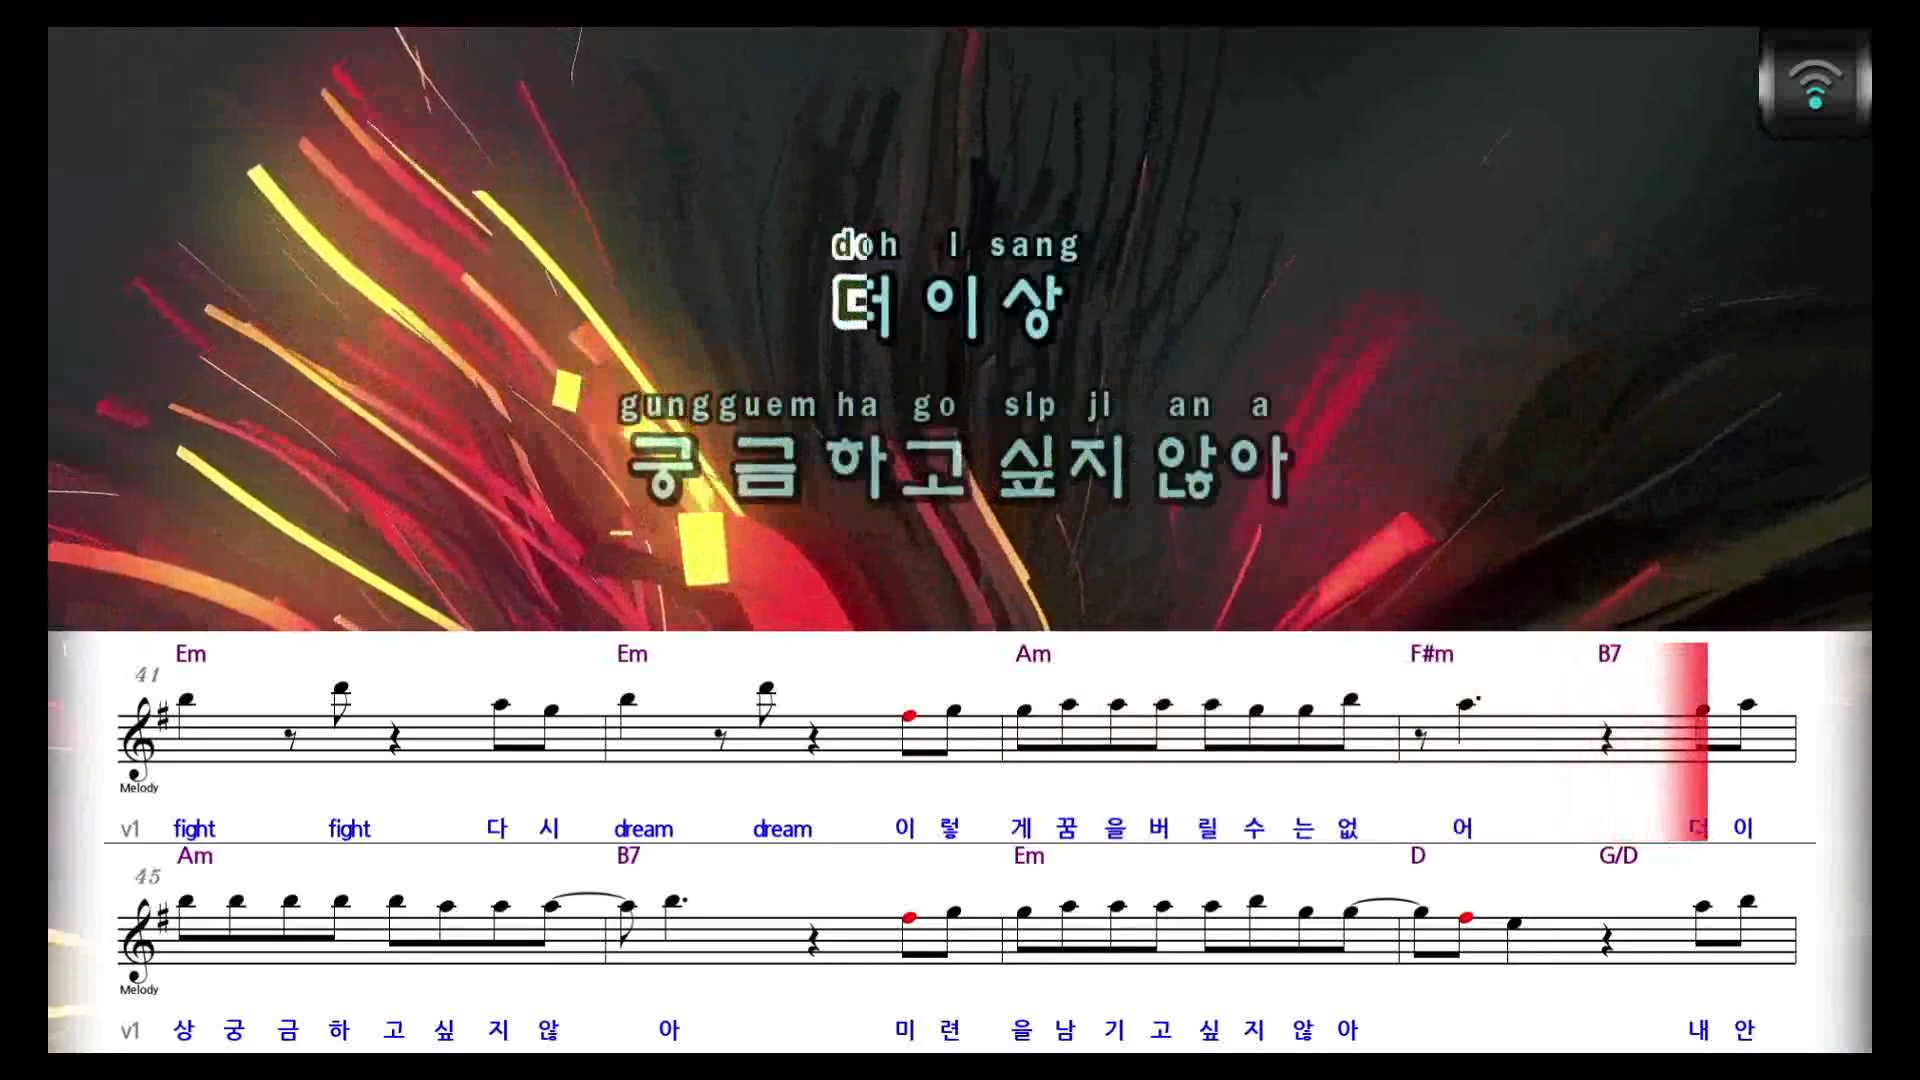 doh I sang
더 이 상
gungguem ha go sIp jI an a
궁 금 하 고 싶 지 않 아
Em Em Am F#m B7
41
Melody
v1 fight fight 다 시 dream dream 이 렇 게 꿈 을 버 릴 수 는 없 어 더 이
Am B7 Em D G/D
45
Melody
v1 상 궁 금 하 고 싶 지 않 아 미 련 을 남 기 고 싶 지 않 아 내 안